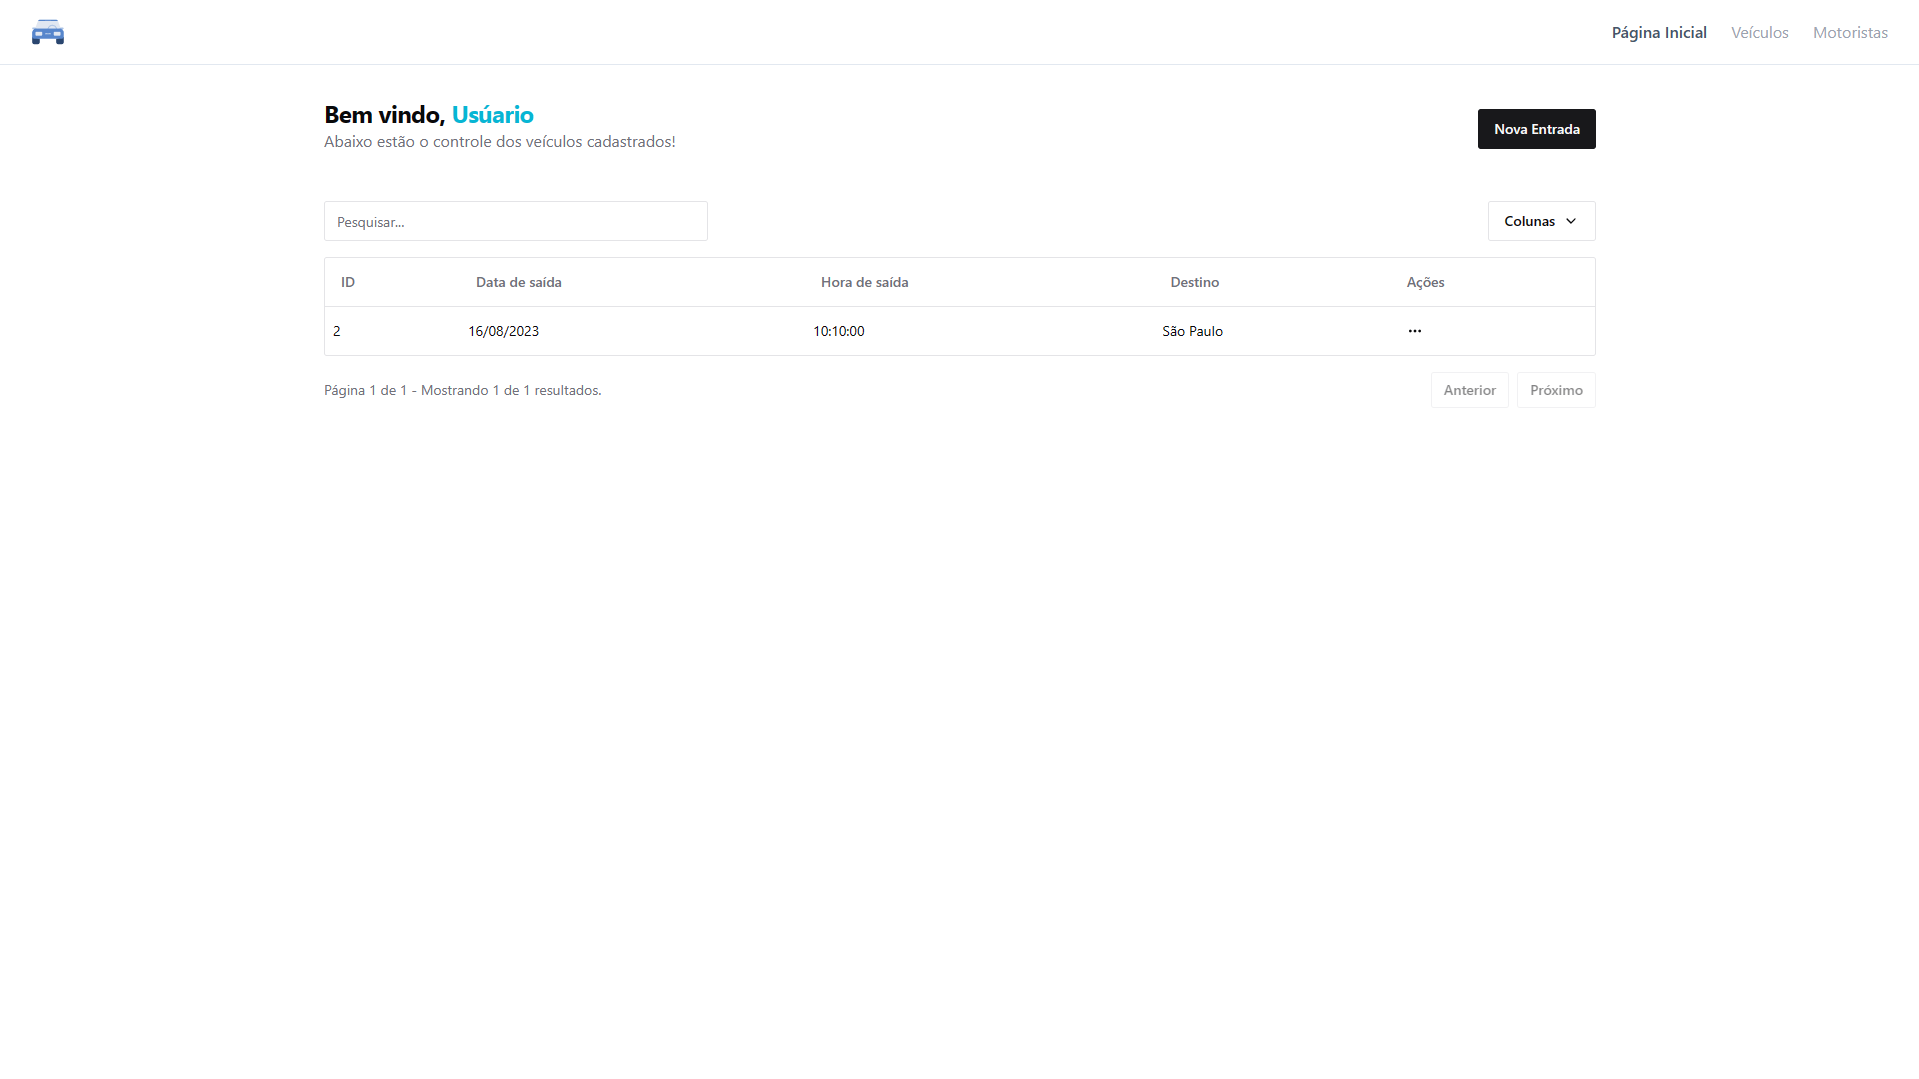 Página Inicial Veículos Motoristas
Bem vindo, Usúario
Abaixo estão o controle dos veículos cadastrados!
Nova Entrada
Pesquisar...
Colunas
ID Data de saída Hora de saída Destino Ações
2 16/08/2023 10:10:00 São Paulo ...
Página 1 de 1 - Mostrando 1 de 1 resultados.
Anterior Próximo